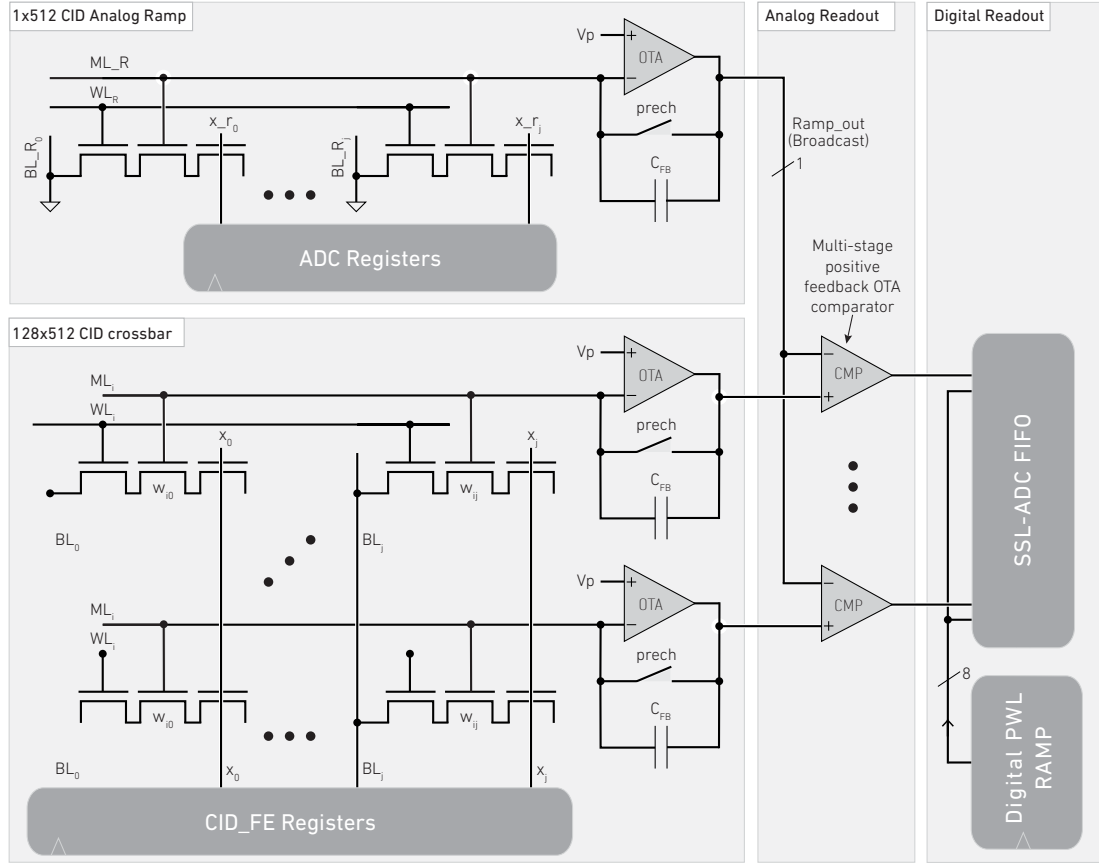 1x512 CID Analog Ramp
Analog Readout
Digital Readout
Vp
+
OTA
−
ML_R
WL_R
BL_R_0
x_r_0
BL_R_j
x_r_j
prech
C_FB
ADC Registers
Ramp_out
(Broadcast)
1
Multi-stage
positive
feedback OTA
comparator
128x512 CID crossbar
Vp
+
OTA
−
ML_i
WL_i
x_0
x_j
w_i0
w_ij
prech
C_FB
BL_0
BL_j
−
CMP
+
Vp
+
OTA
−
ML_i
WL_i
w_i0
w_ij
prech
C_FB
BL_0
x_0
BL_j
x_j
−
CMP
+
CID_FE Registers
SSL-ADC FIFO
8
Digital PWL
RAMP